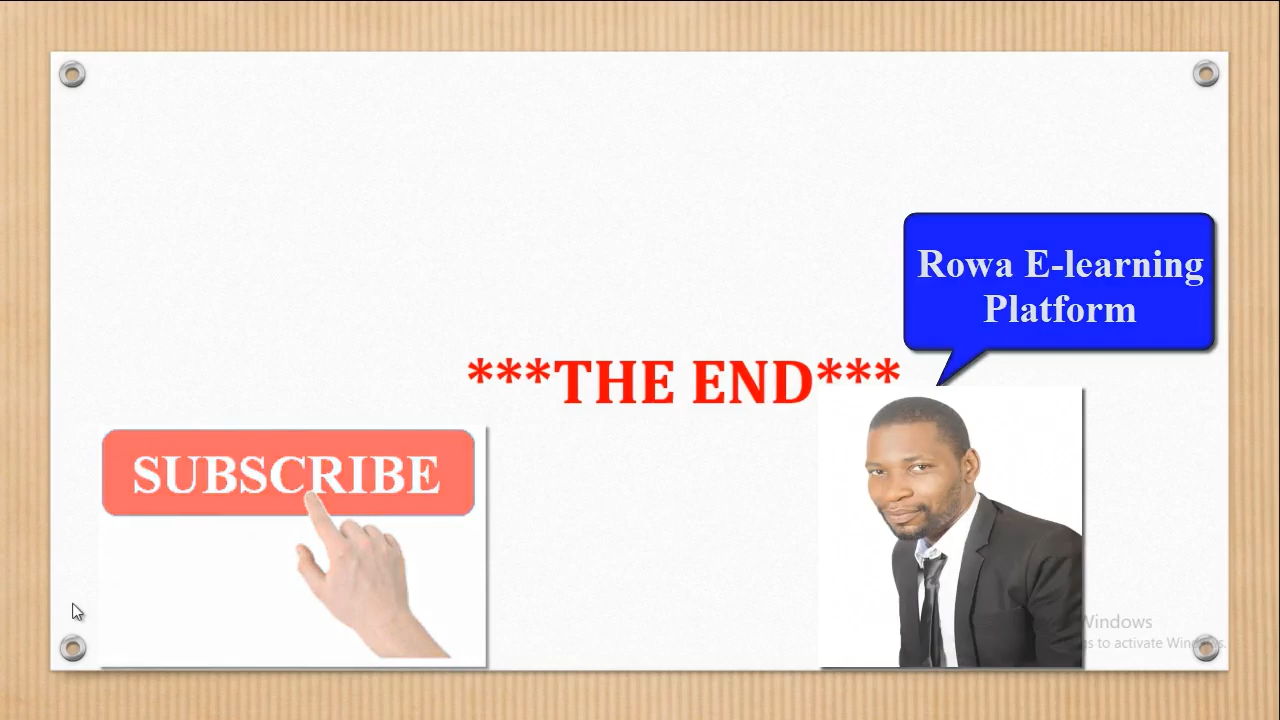 Rowa E-learning
Platform
***THE END***
SUBSCRIBE
Windows
s to activate Windows.